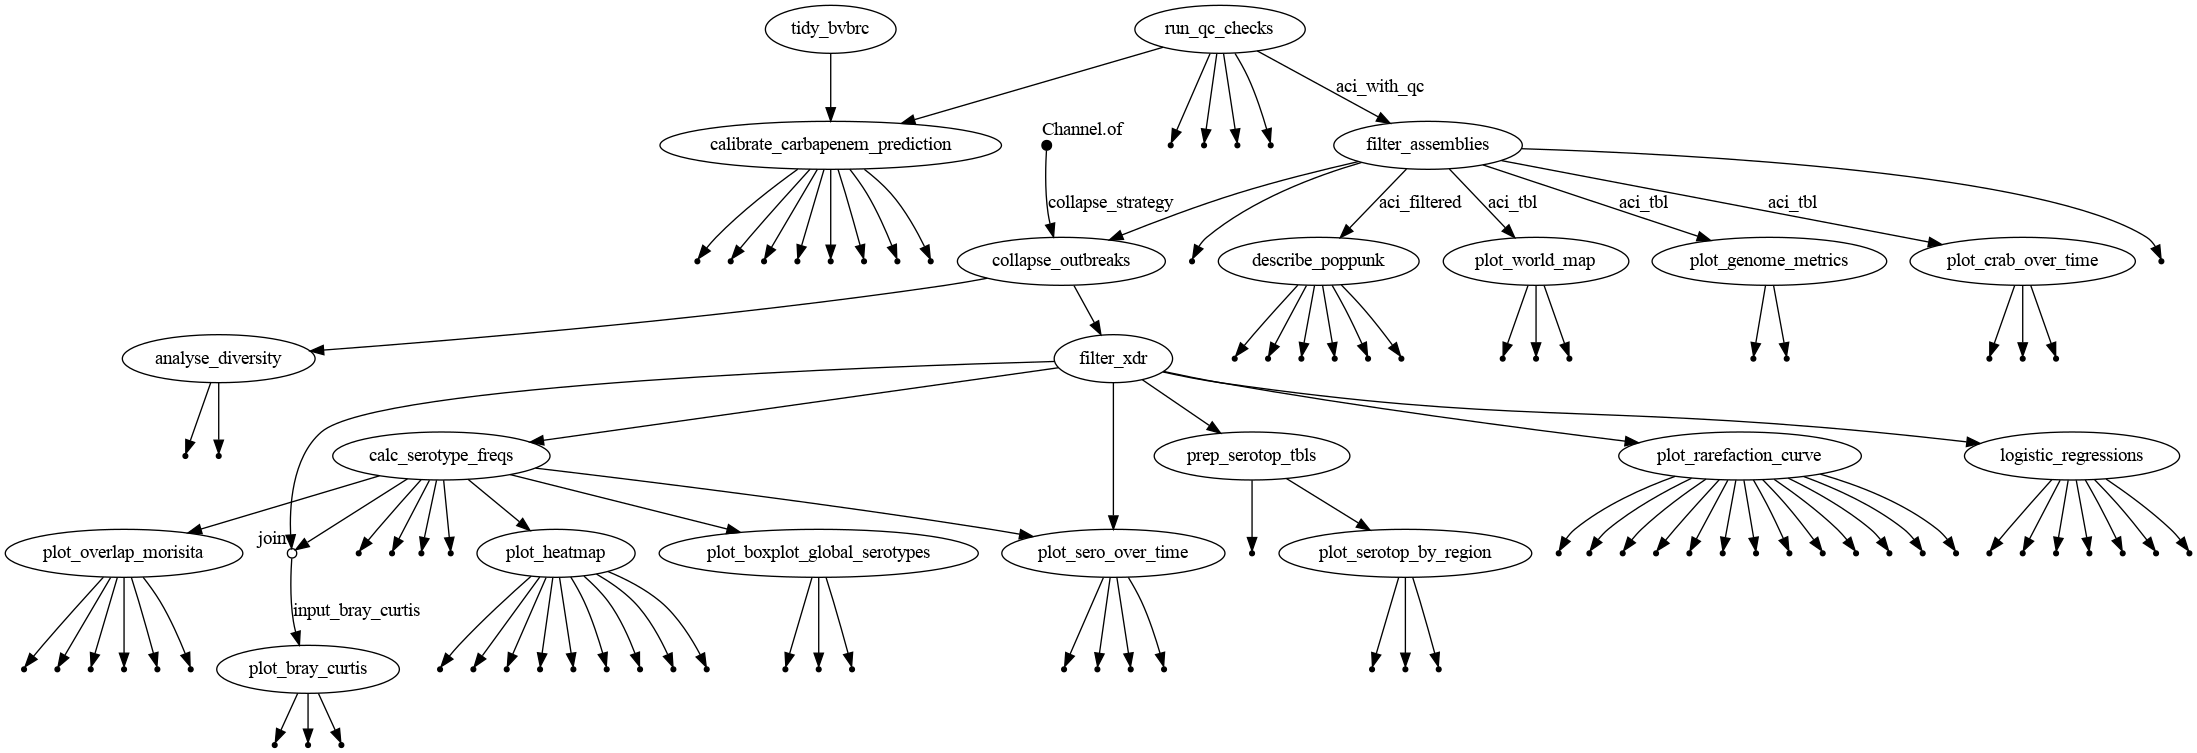 tidy_bvbrc
run_qc_checks
aci_with_qc
Channel.of
calibrate_carbapenem_prediction
filter_assemblies
collapse_strategy
aci_filtered
aci_tbl
aci_tbl
aci_tbl
collapse_outbreaks
describe_poppunk
plot_world_map
plot_genome_metrics
plot_crab_over_time
analyse_diversity
filter_xdr
calc_serotype_freqs
prep_serotop_tbls
plot_rarefaction_curve
logistic_regressions
join
plot_overlap_morisita
plot_heatmap
plot_boxplot_global_serotypes
plot_sero_over_time
plot_serotop_by_region
input_bray_curtis
plot_bray_curtis